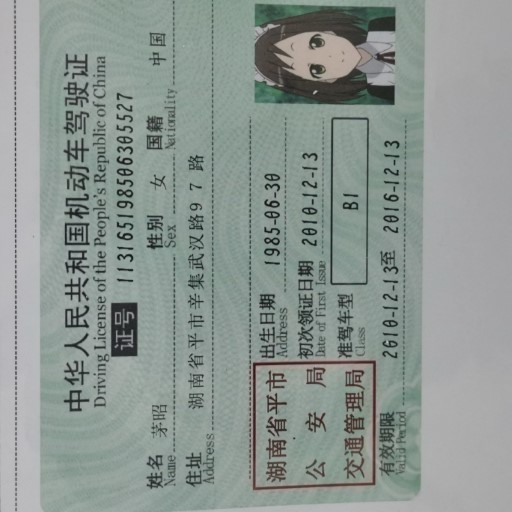 中华人民共和国机动车驾驶证
Driving License of the People's Republic of China
证号 113165198506305527
姓名 茅昭 性别 女 国籍 中国
Name Sex Nationality
住址 湖南省平市辛集武汉路97路
Address
湖南省平市
公安局
交通管理局
出生日期 1985-06-30
Address
初次领证日期 2010-12-13
Date of First Issue
准驾车型 B1
Class
有效期限 2010-12-13至 2016-12-13
Valid Period